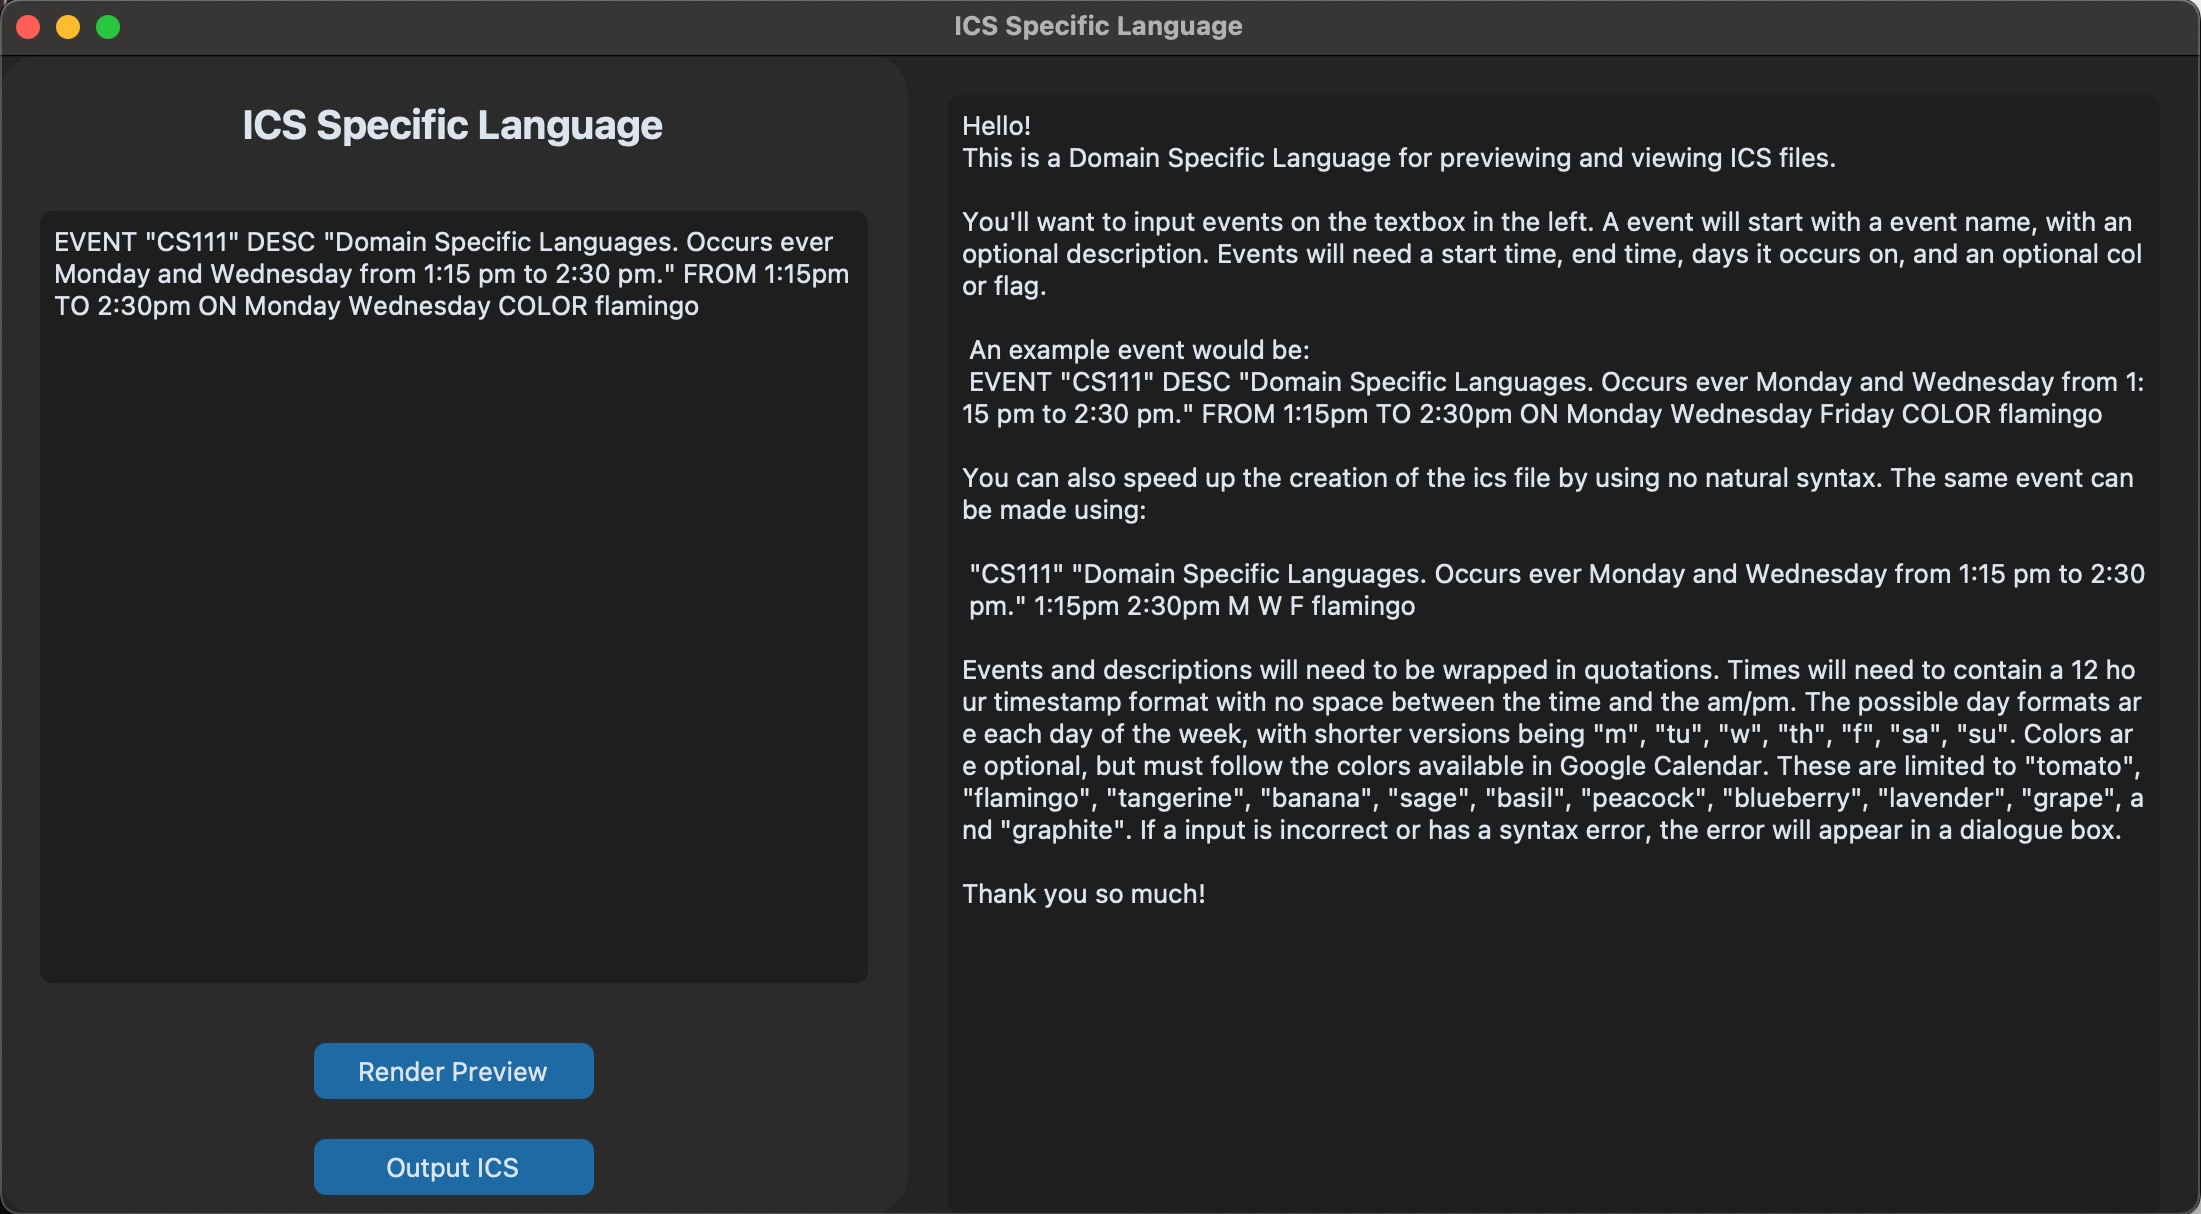 ICS Specific Language
ICS Specific Language
EVENT "CS111" DESC "Domain Specific Languages. Occurs ever
Monday and Wednesday from 1:15 pm to 2:30 pm." FROM 1:15pm
TO 2:30pm ON Monday Wednesday COLOR flamingo
Render Preview
Output ICS
Hello!
This is a Domain Specific Language for previewing and viewing ICS files.
You'll want to input events on the textbox in the left. A event will start with a event name, with an
optional description. Events will need a start time, end time, days it occurs on, and an optional col
or flag.
An example event would be:
EVENT "CS111" DESC "Domain Specific Languages. Occurs ever Monday and Wednesday from 1:
15 pm to 2:30 pm." FROM 1:15pm TO 2:30pm ON Monday Wednesday Friday COLOR flamingo
You can also speed up the creation of the ics file by using no natural syntax. The same event can
be made using:
"CS111" "Domain Specific Languages. Occurs ever Monday and Wednesday from 1:15 pm to 2:30
pm." 1:15pm 2:30pm M W F flamingo
Events and descriptions will need to be wrapped in quotations. Times will need to contain a 12 ho
ur timestamp format with no space between the time and the am/pm. The possible day formats ar
e each day of the week, with shorter versions being "m", "tu", "w", "th", "f", "sa", "su". Colors ar
e optional, but must follow the colors available in Google Calendar. These are limited to "tomato",
"flamingo", "tangerine", "banana", "sage", "basil", "peacock", "blueberry", "lavender", "grape", a
nd "graphite". If a input is incorrect or has a syntax error, the error will appear in a dialogue box.
Thank you so much!